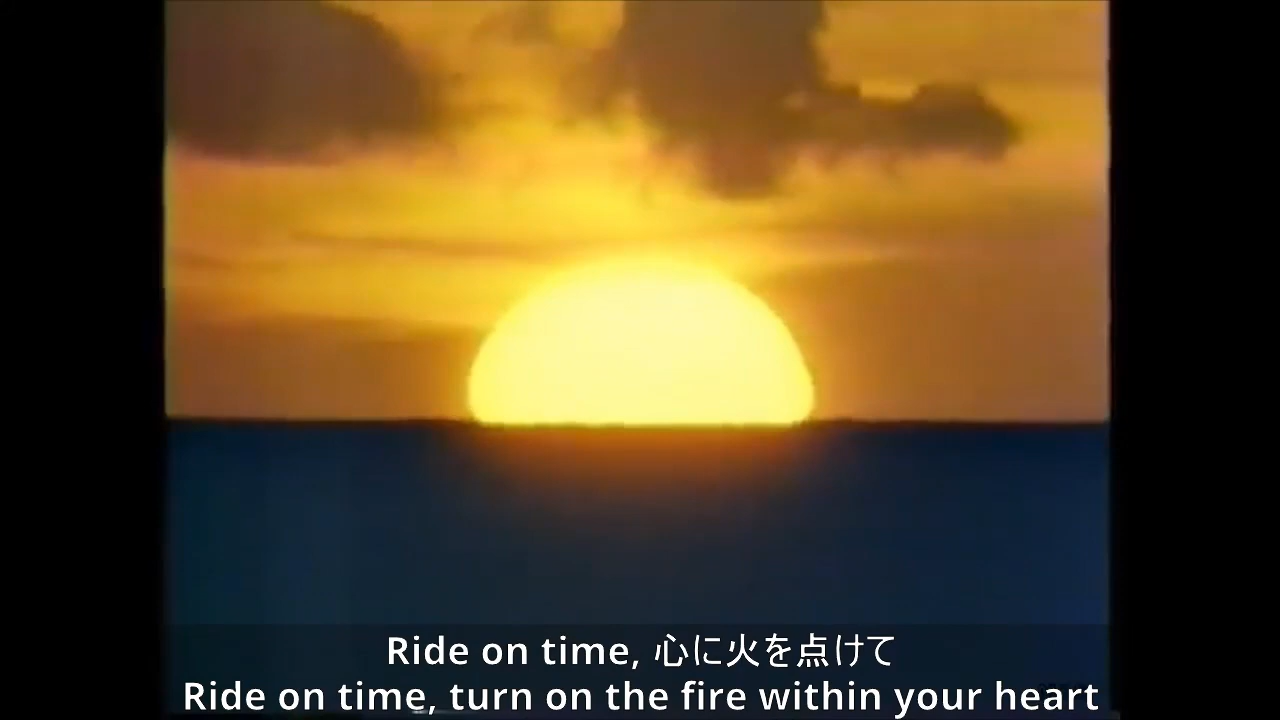 Ride on time, 心に火を点けて
Ride on time, turn on the fire within your heart